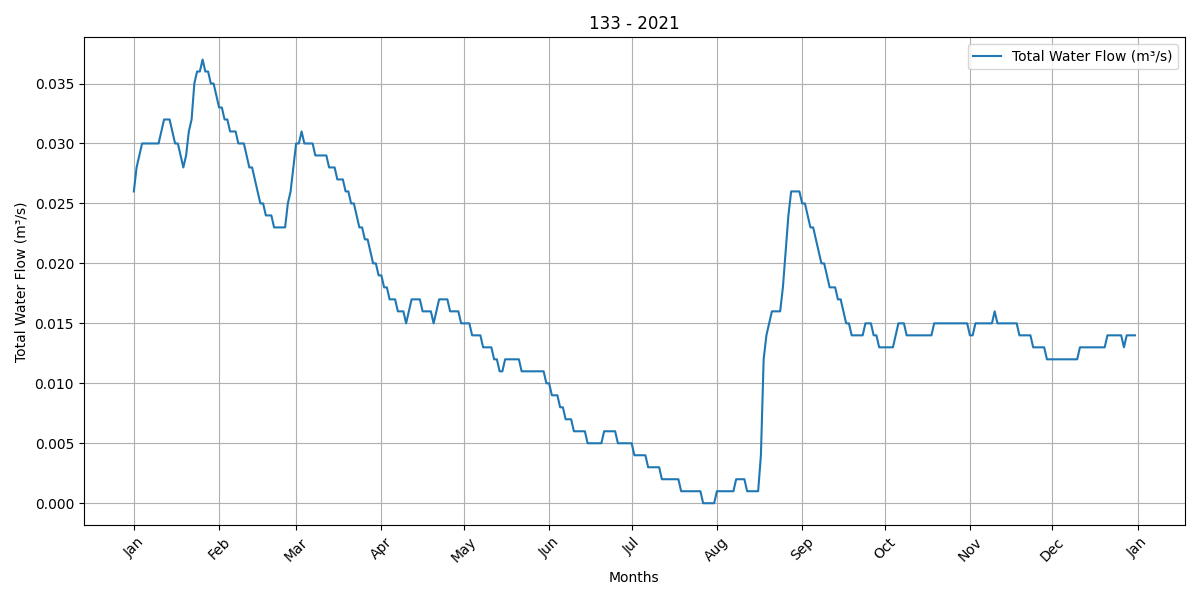 133 - 2021
Total Water Flow (m³/s)
Total Water Flow (m³/s)
0.035
0.030
0.025
0.020
0.015
0.010
0.005
0.000
Jan
Feb
Mar
Apr
May
Jun
Jul
Aug
Sep
Oct
Nov
Dec
Jan
Months